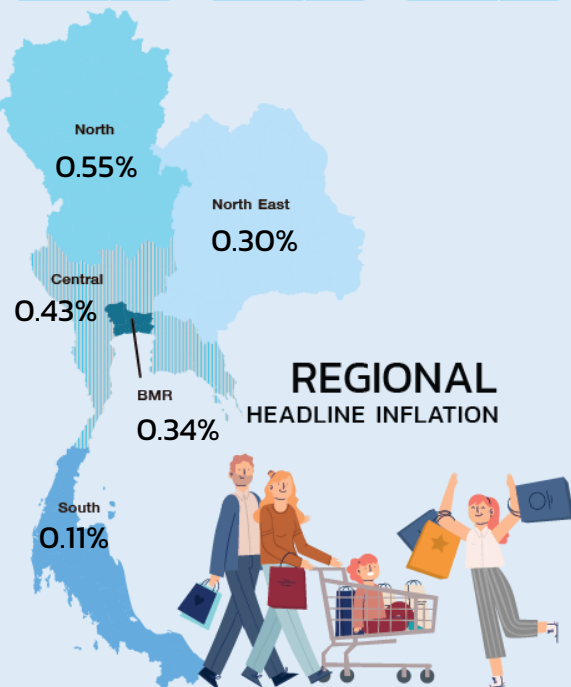 North
0.55%
North East
0.30%
Central
0.43%
BMR
0.34%
REGIONAL
HEADLINE INFLATION
South
0.11%